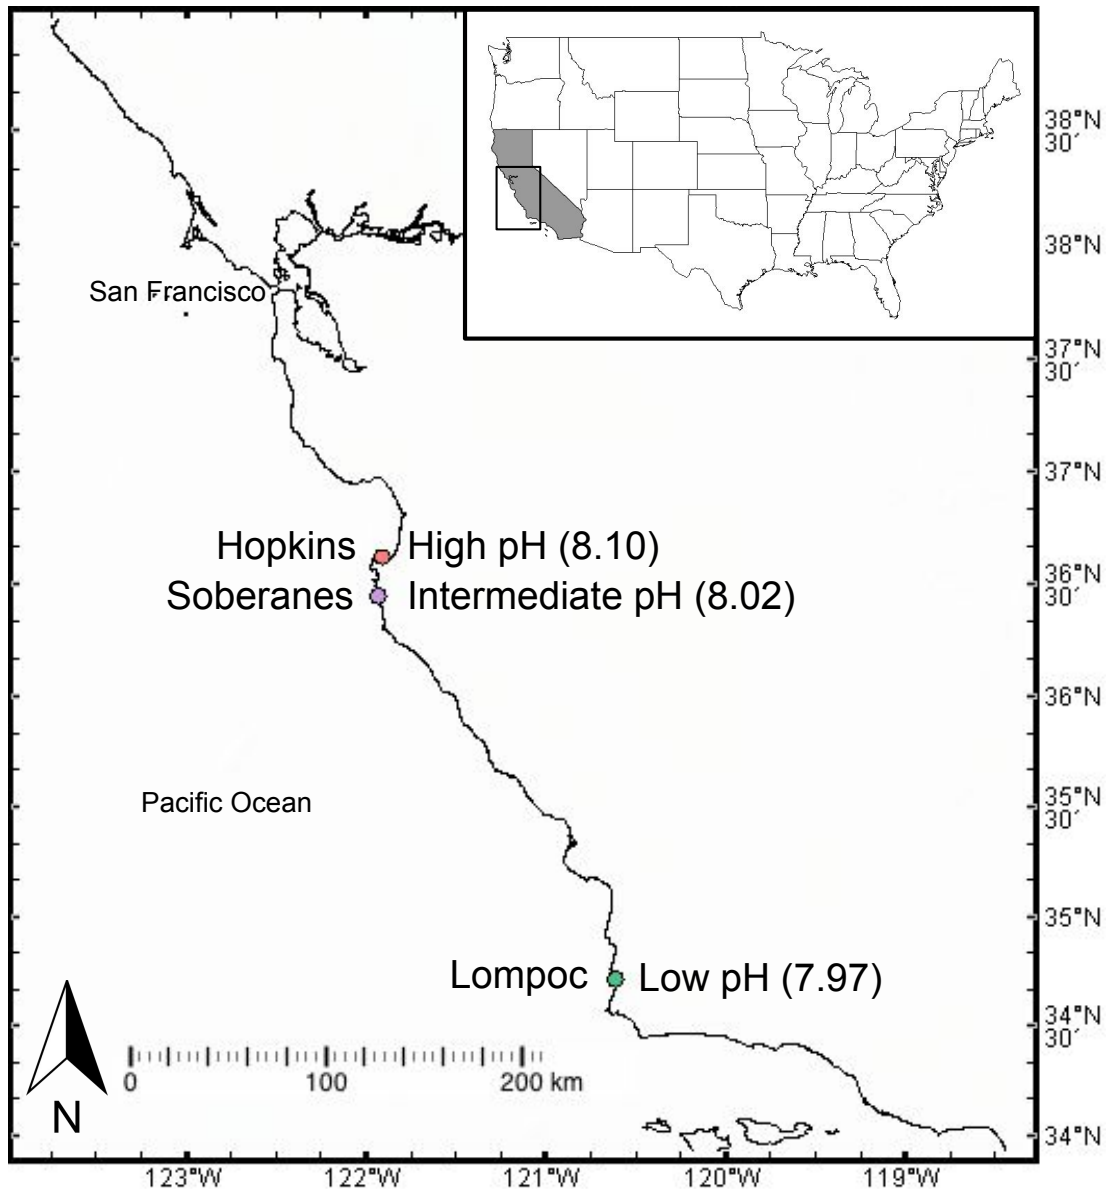 38°N
30´
38°N
San Francisco
37°N
30´
37°N
Hopkins High pH (8.10)
36°N
30´
Soberanes Intermediate pH (8.02)
36°N
Pacific Ocean
35°N
30´
35°N
Lompoc Low pH (7.97)
34°N
30´
0 100 200 km
N
34°N
123°W 122°W 121°W 120°W 119°W